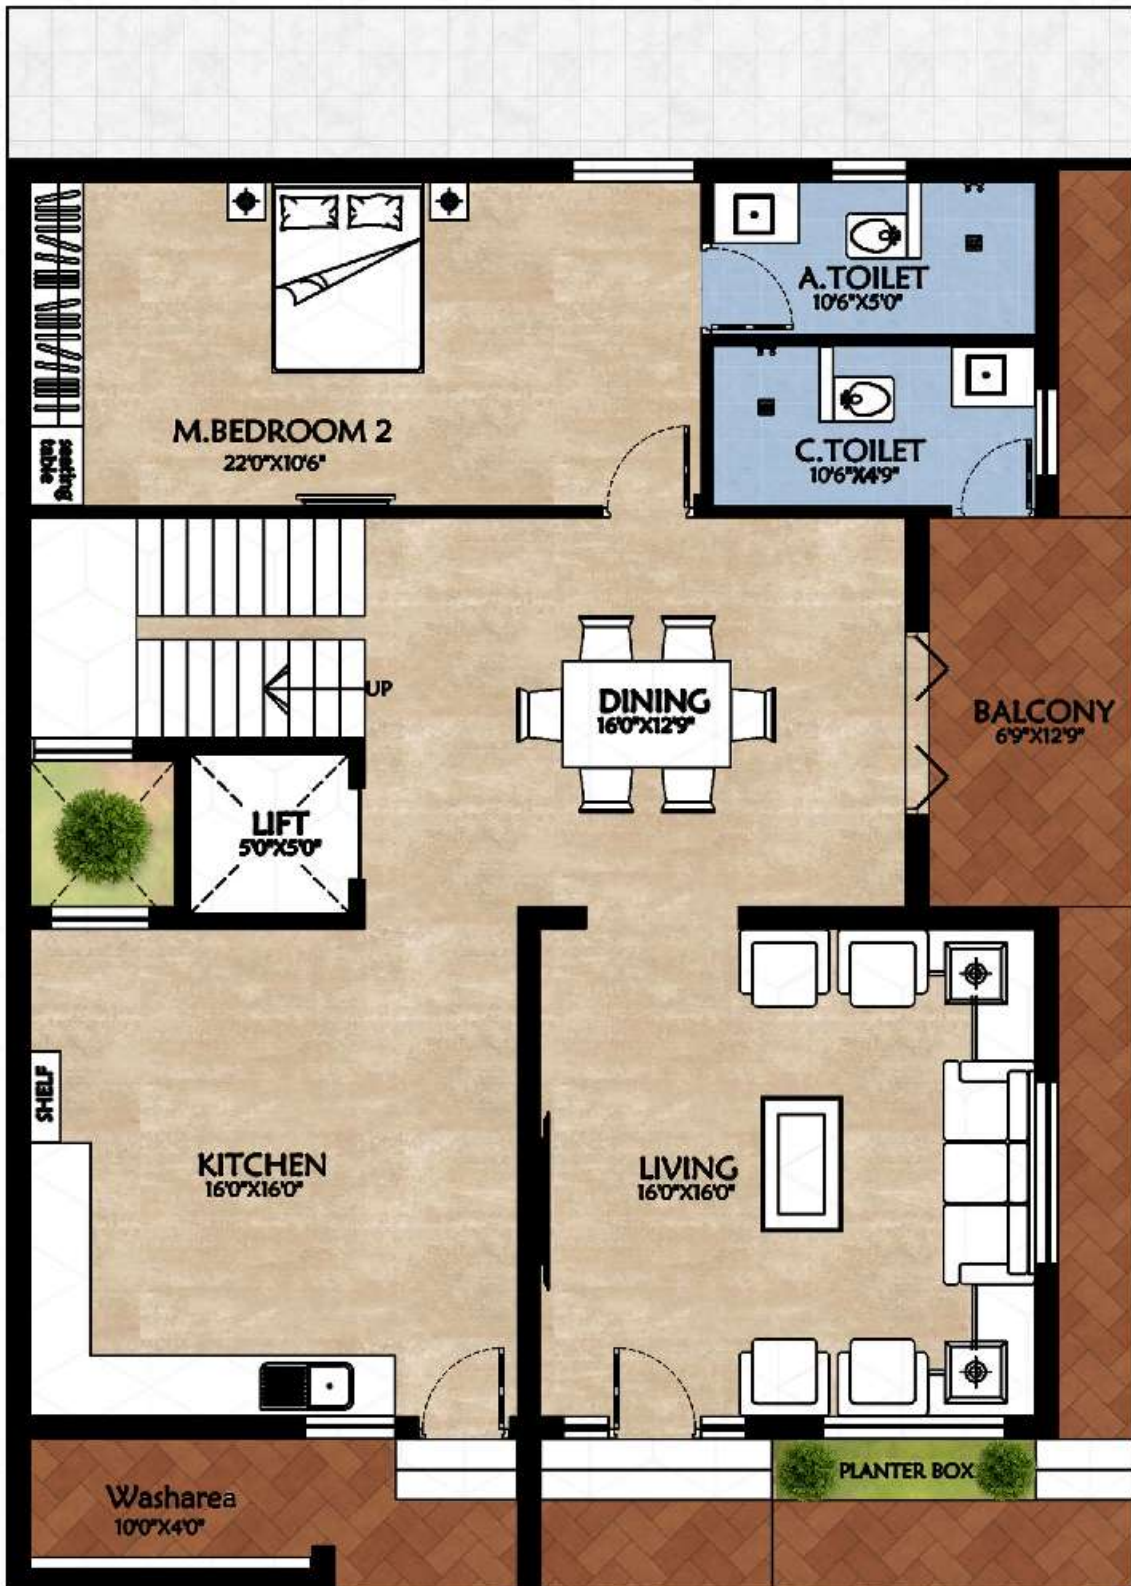 A.TOILET
10'6"X5'0"
M.BEDROOM 2
22'0"X10'6"
seating
table
C.TOILET
10'6"X4'9"
UP
DINING
16'0"X12'9"
BALCONY
6'9"X12'9"
LIFT
5'0"X5'0"
SHELF
KITCHEN
16'0"X16'0"
LIVING
16'0"X16'0"
PLANTER BOX
Washarea
10'0"X4'0"